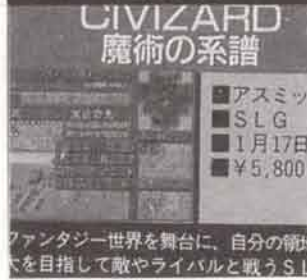 CIVIZARD
魔術の系譜
■アスミッ
■SLG
■1月17日
■¥5,800
ファンタジー世界を舞台に、自分の領
大を目指して敵やライバルと戦うSL